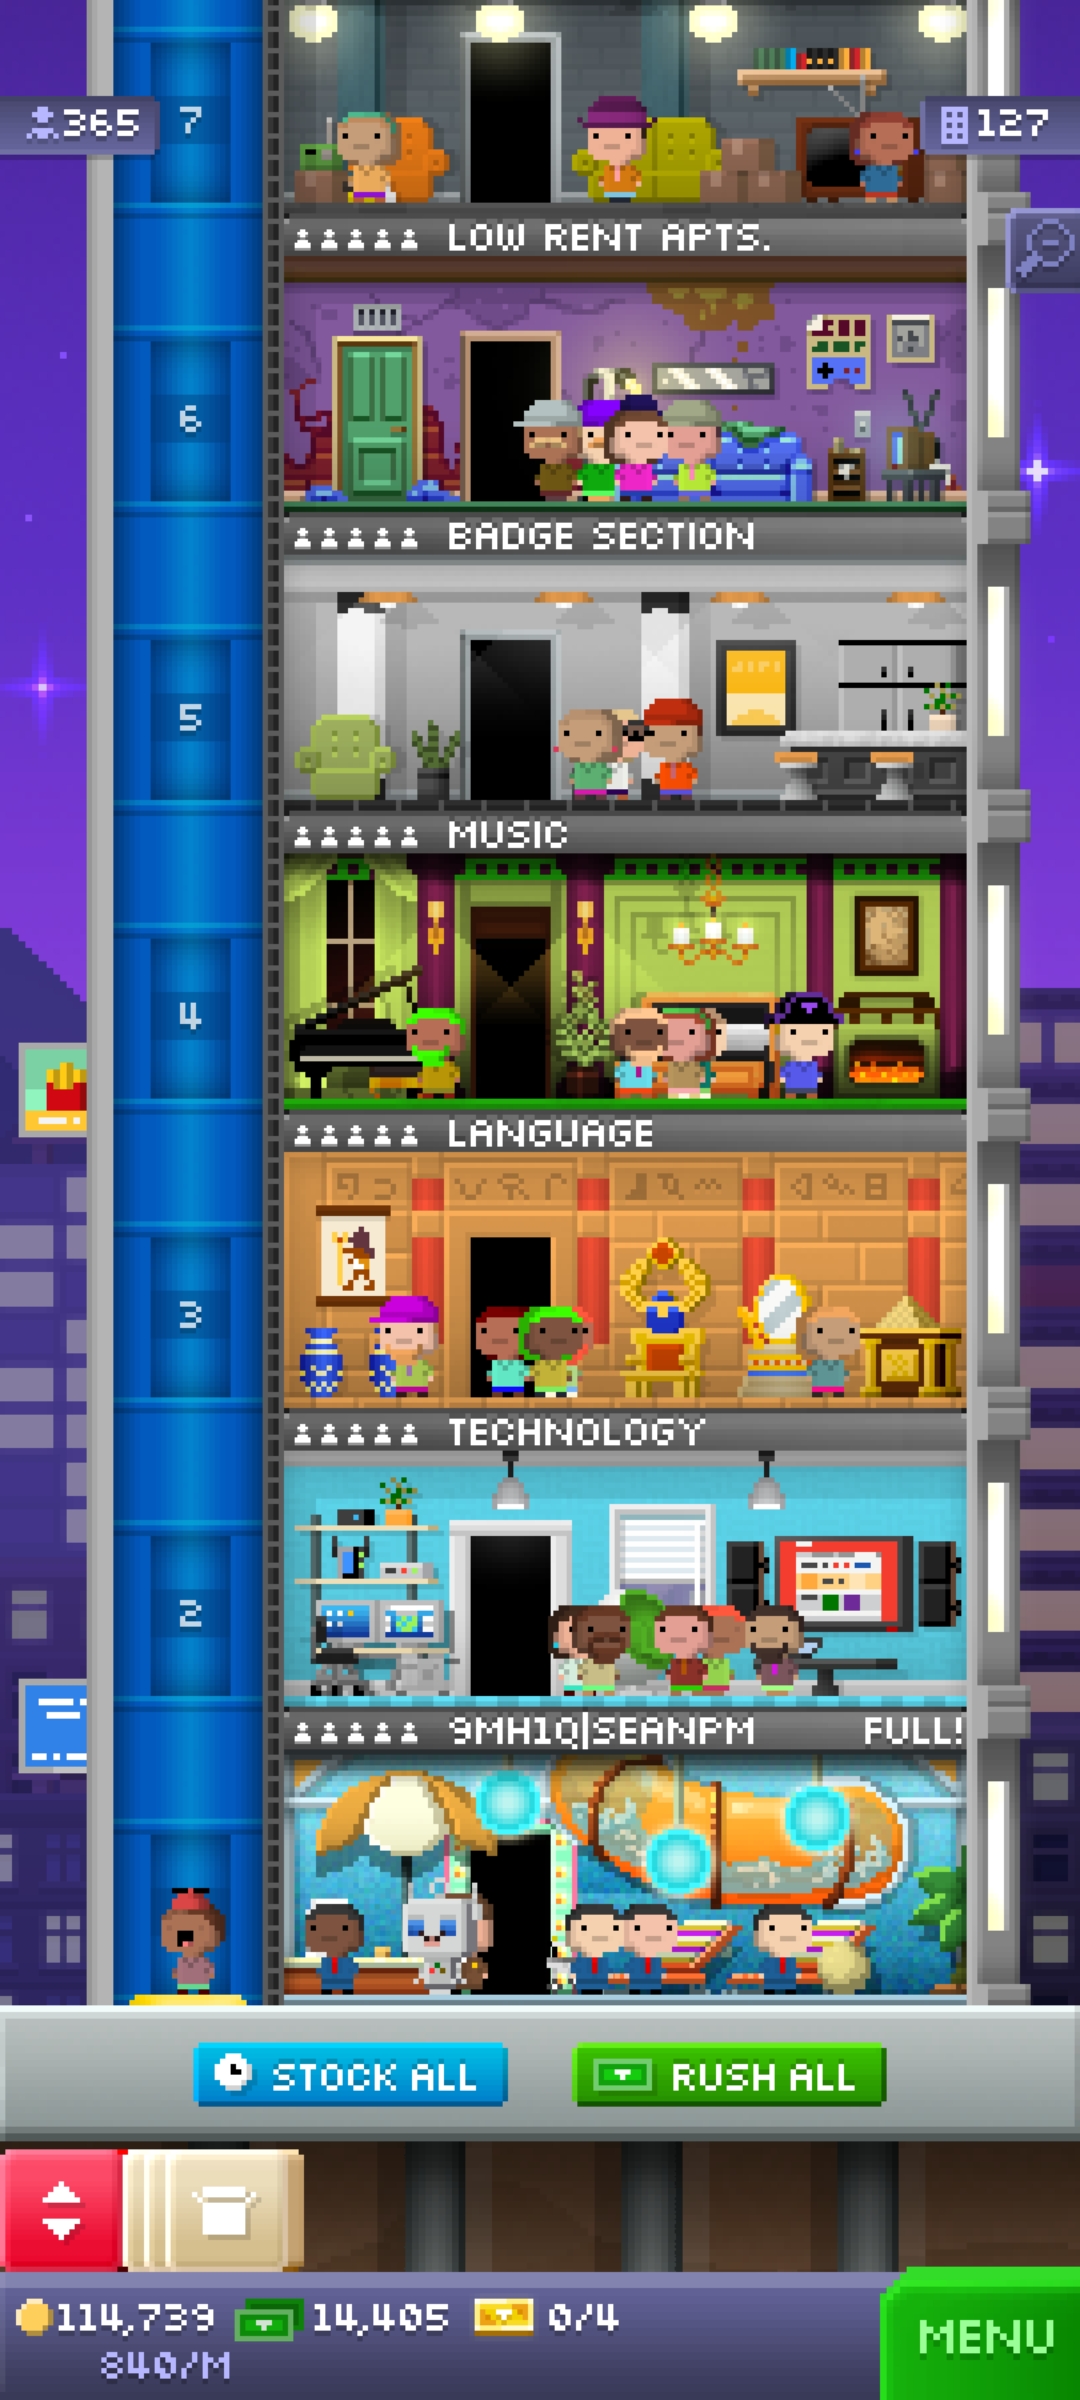 7
365
127
LOW RENT APTS.
6
BADGE SECTION
5
MUSIC
4
LANGUAGE
3
TECHNOLOGY
2
9MH1Q|SEANPM FULL!
STOCK ALL
RUSH ALL
114,739 14,405 0/4
840/M
MENU